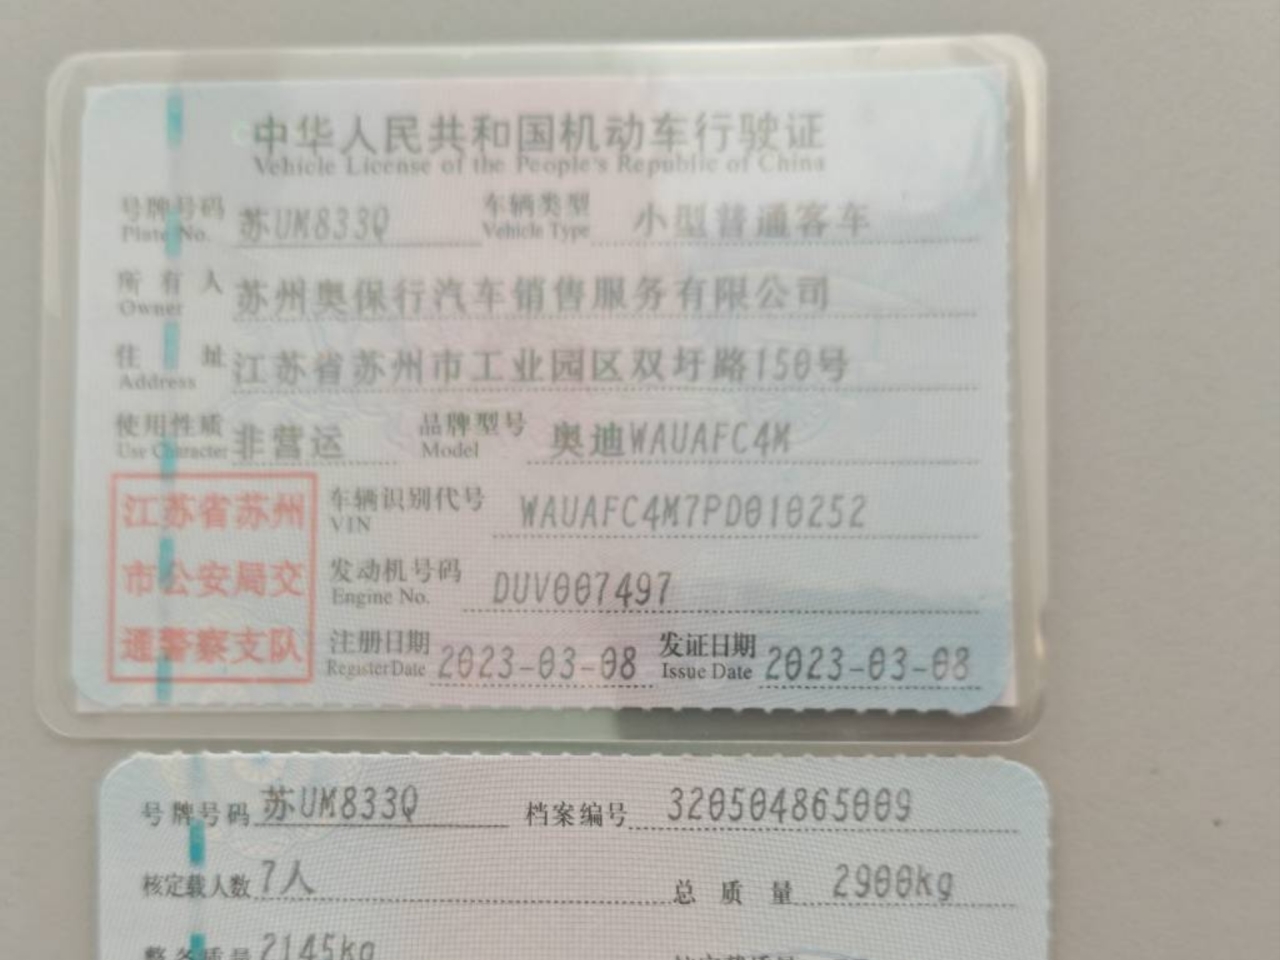 中华人民共和国机动车行驶证
Vehicle License of the People's Republic of China
号牌号码 苏UM833Q 车辆类型 小型普通客车
Plate No. Vehicle Type
所有人 苏州奥保行汽车销售服务有限公司
Owner
住址 江苏省苏州市工业园区双圩路150号
Address
使用性质 非营运 品牌型号 奥迪WAUAFC4M
Use Character Model
江苏省苏州
市公安局交
通警察支队
车辆识别代号 WAUAFC4M7PD010252
VIN
发动机号码 DUV007497
Engine No.
注册日期 2023-03-08 发证日期 2023-03-08
Register Date Issue Date
号牌号码 苏UM833Q 档案编号 320504865009
核定载人数 7人 总质量 2900kg
整备质量 2145kg